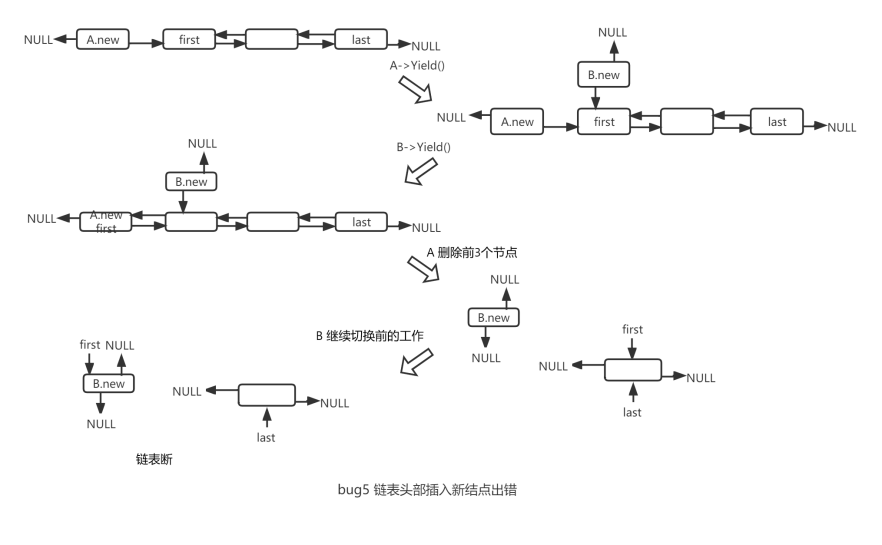 NULL A.new first last NULL
A->Yield()
NULL
B.new
NULL A.new first last NULL
B->Yield()
NULL
B.new
NULL A.new first last NULL
A 删除前3个节点
NULL
B.new
NULL
B 继续切换前的工作
first
NULL NULL
last
first NULL
B.new
NULL
NULL NULL
last
链表断
bug5 链表头部插入新结点出错